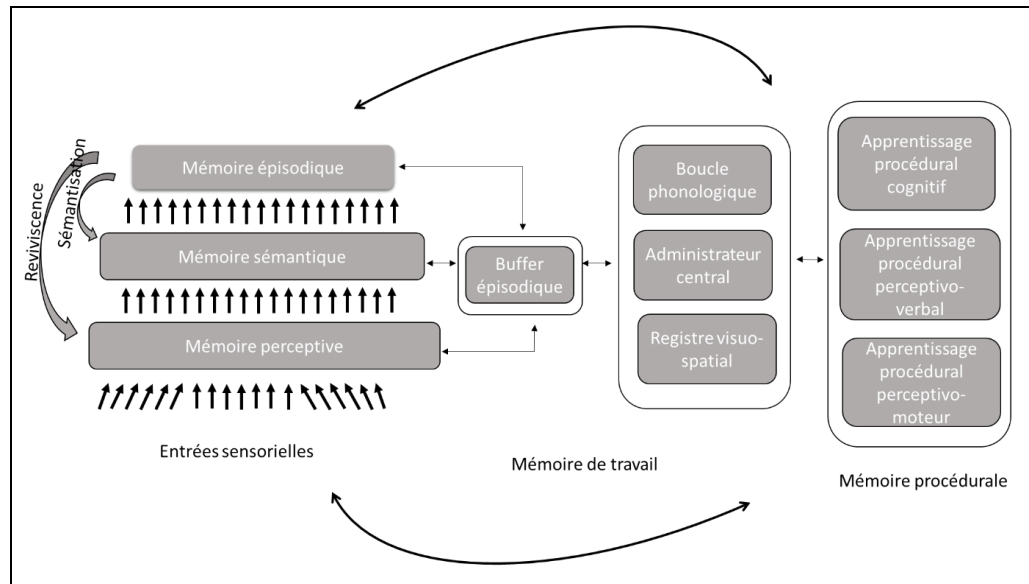 Reviviscence
Sémantisation
Mémoire épisodique
Mémoire sémantique
Mémoire perceptive
Entrées sensorielles
Buffer
épisodique
Boucle
phonologique
Administrateur
central
Registre visuo-
spatial
Mémoire de travail
Apprentissage
procédural
cognitif
Apprentissage
procédural
perceptivo-
verbal
Apprentissage
procédural
perceptivo-
moteur
Mémoire procédurale